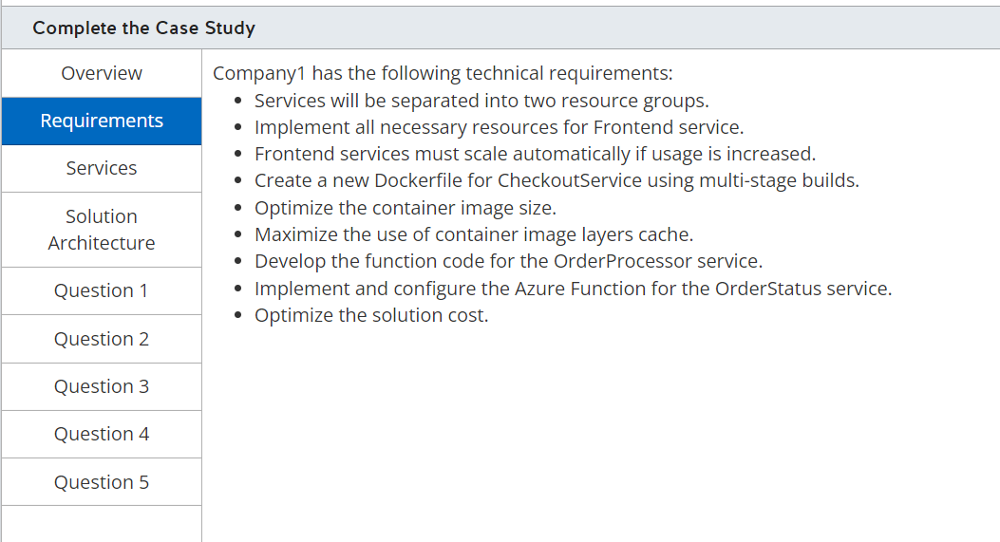 Complete the Case Study
Overview
Requirements
Services
Solution
Architecture
Question 1
Question 2
Question 3
Question 4
Question 5
Company1 has the following technical requirements:
• Services will be separated into two resource groups.
• Implement all necessary resources for Frontend service.
• Frontend services must scale automatically if usage is increased.
• Create a new Dockerfile for CheckoutService using multi-stage builds.
• Optimize the container image size.
• Maximize the use of container image layers cache.
• Develop the function code for the OrderProcessor service.
• Implement and configure the Azure Function for the OrderStatus service.
• Optimize the solution cost.